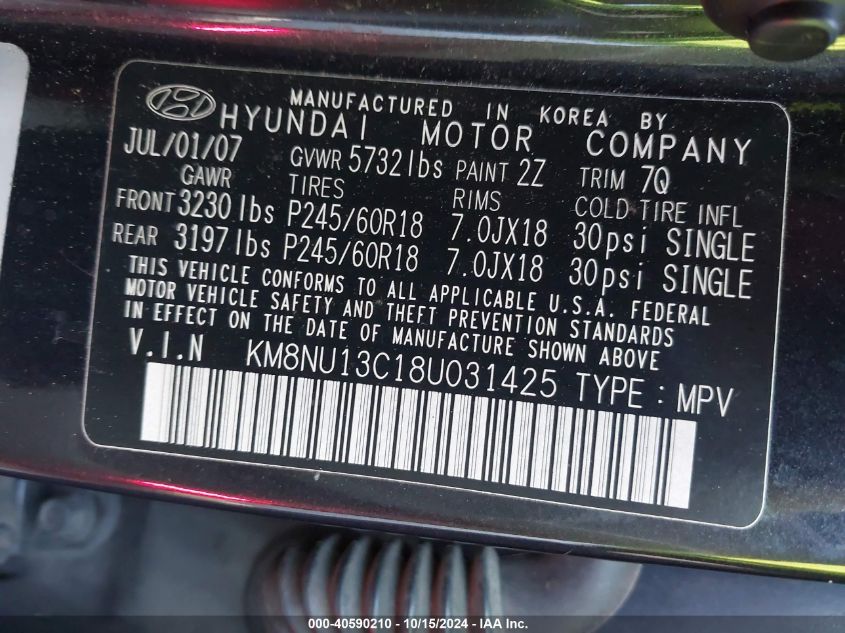 MANUFACTURED IN KOREA BY
HYUNDAI MOTOR COMPANY
JUL/01/07 GVWR 5732lbs PAINT 2Z TRIM 7Q
GAWR TIRES RIMS COLD TIRE INFL
FRONT 3230lbs P245/60R18 7.0JX18 30psi SINGLE
REAR 3197lbs P245/60R18 7.0JX18 30psi SINGLE
THIS VEHICLE CONFORMS TO ALL APPLICABLE U.S.A. FEDERAL
MOTOR VEHICLE SAFETY AND THEFT PREVENTION STANDARDS
IN EFFECT ON THE DATE OF MANUFACTURE SHOWN ABOVE
V.I.N KM8NU13C18U031425 TYPE : MPV
000-40590210 - 10/15/2024 - IAA Inc.